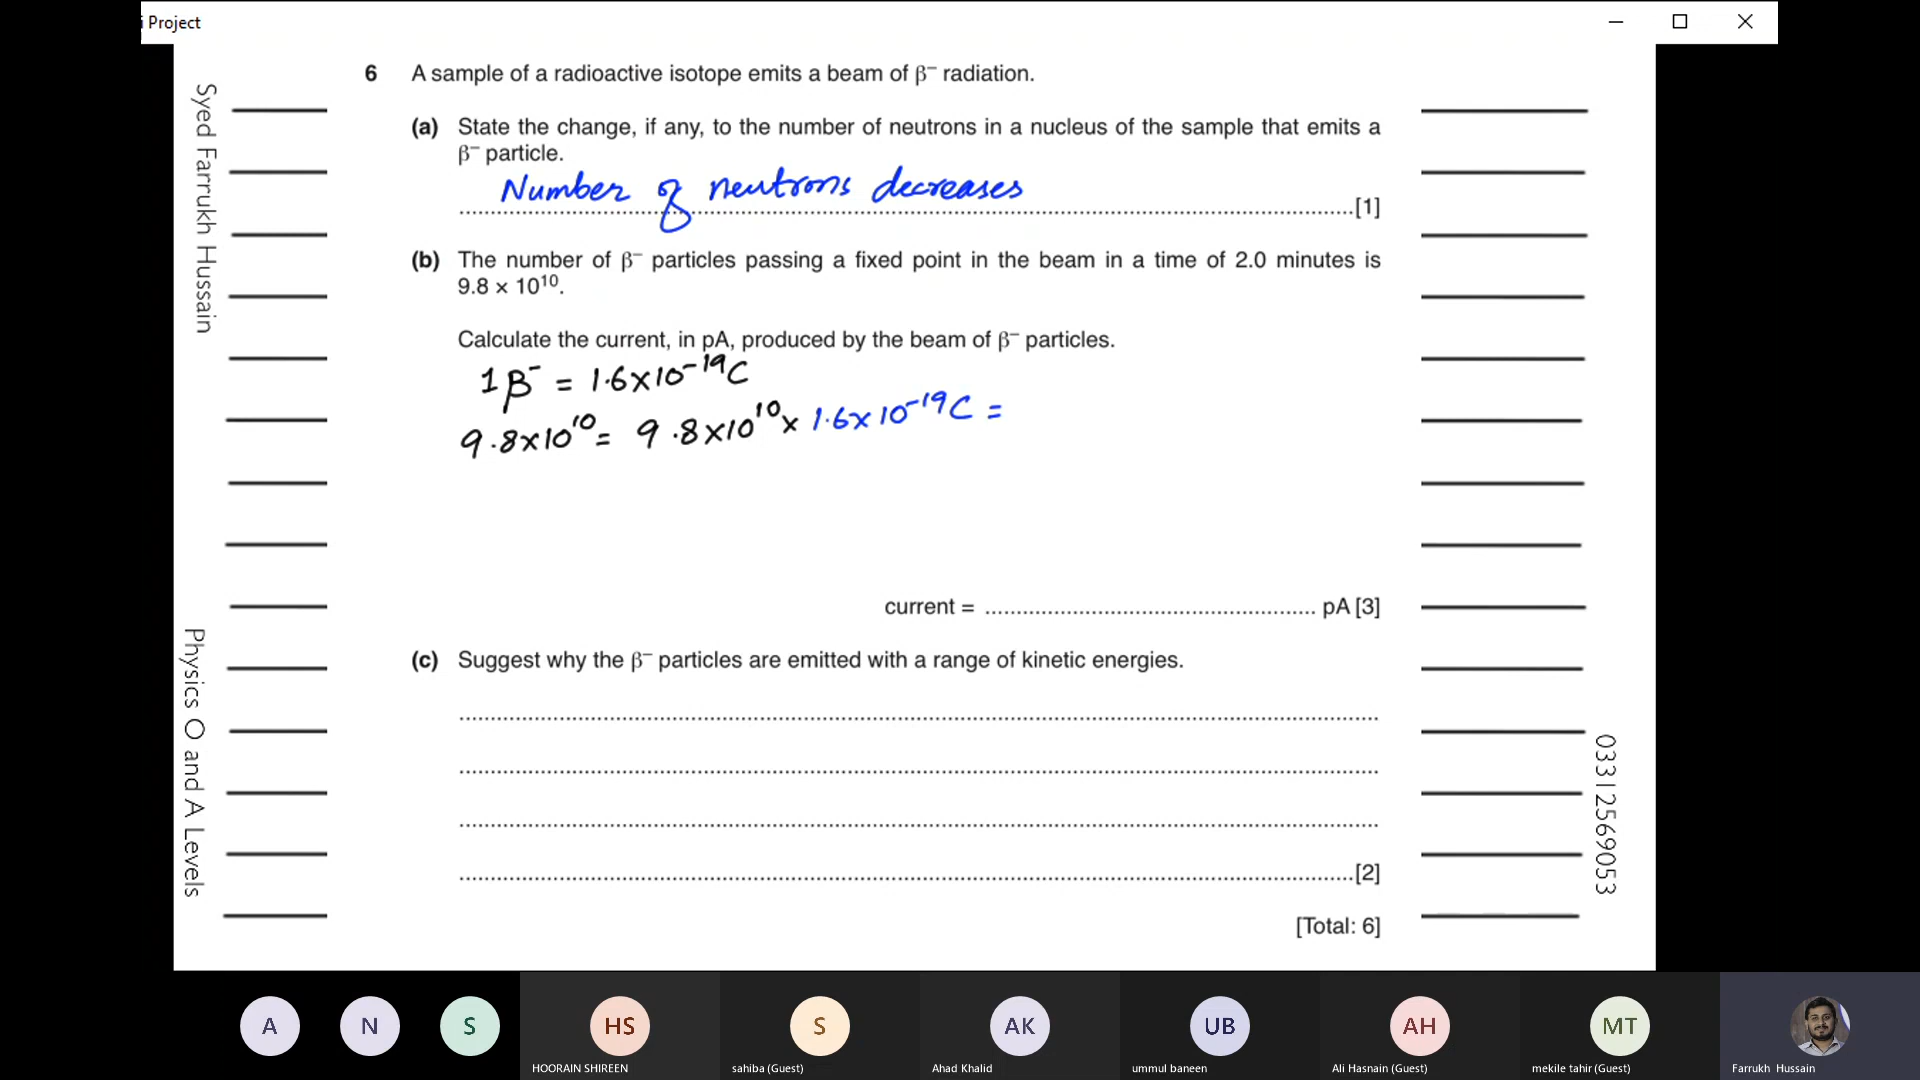 i Project
Syed Farrukh Hussain
Physics O and A Levels
6 A sample of a radioactive isotope emits a beam of β⁻ radiation.
(a) State the change, if any, to the number of neutrons in a nucleus of the sample that emits a
β⁻ particle.
Number of neutrons decreases
[1]
(b) The number of β⁻ particles passing a fixed point in the beam in a time of 2.0 minutes is
9.8 × 10¹⁰.
Calculate the current, in pA, produced by the beam of β⁻ particles.
1β⁻ = 1.6×10⁻¹⁹C
9.8×10¹⁰ = 9.8×10¹⁰ × 1.6×10⁻¹⁹C =
current = ..................................................... pA [3]
(c) Suggest why the β⁻ particles are emitted with a range of kinetic energies.
[2]
[Total: 6]
03312569053
A
N
S
HS
HOORAIN SHIREEN
S
sahiba (Guest)
AK
Ahad Khalid
UB
ummul baneen
AH
Ali Hasnain (Guest)
MT
mekile tahir (Guest)
Farrukh Hussain